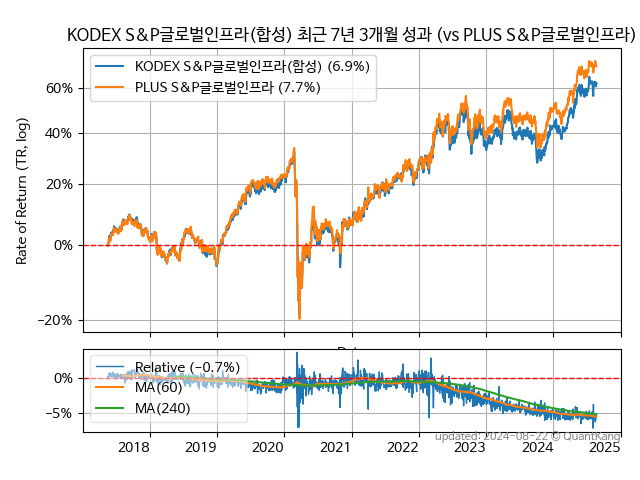 KODEX S&P글로벌인프라(합성) 최근 7년 3개월 성과 (vs PLUS S&P글로벌인프라)
KODEX S&P글로벌인프라(합성) (6.9%)
PLUS S&P글로벌인프라 (7.7%)
Rate of Return (TR, log)
60%
40%
20%
0%
−20%
Relative (−0.7%)
MA(60)
MA(240)
0%
−5%
updated: 2024-08-22 © QuantKang
2018 2019 2020 2021 2022 2023 2024 2025